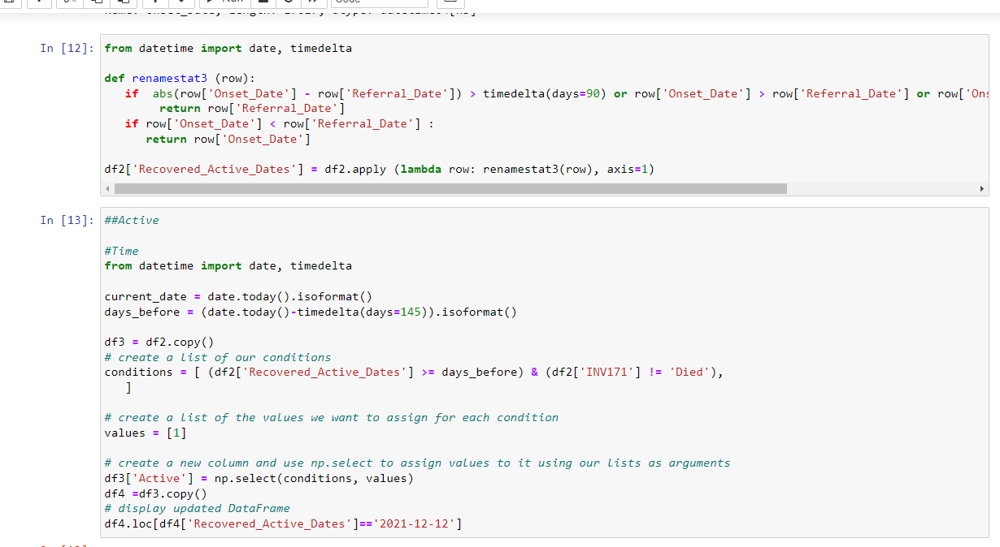 Run
Code
In [12]:
from datetime import date, timedelta
def renamestat3 (row):
if  abs(row['Onset_Date'] - row['Referral_Date']) > timedelta(days=90) or row['Onset_Date'] > row['Referral_Date'] or row['Ons
return row['Referral_Date']
if row['Onset_Date'] < row['Referral_Date'] :
return row['Onset_Date']
df2['Recovered_Active_Dates'] = df2.apply (lambda row: renamestat3(row), axis=1)
In [13]:
##Active
#Time
from datetime import date, timedelta
current_date = date.today().isoformat()
days_before = (date.today()-timedelta(days=145)).isoformat()
df3 = df2.copy()
# create a list of our conditions
conditions = [ (df2['Recovered_Active_Dates'] >= days_before) & (df2['INV171'] != 'Died'),
]
# create a list of the values we want to assign for each condition
values = [1]
# create a new column and use np.select to assign values to it using our lists as arguments
df3['Active'] = np.select(conditions, values)
df4 =df3.copy()
# display updated DataFrame
df4.loc[df4['Recovered_Active_Dates']=='2021-12-12']